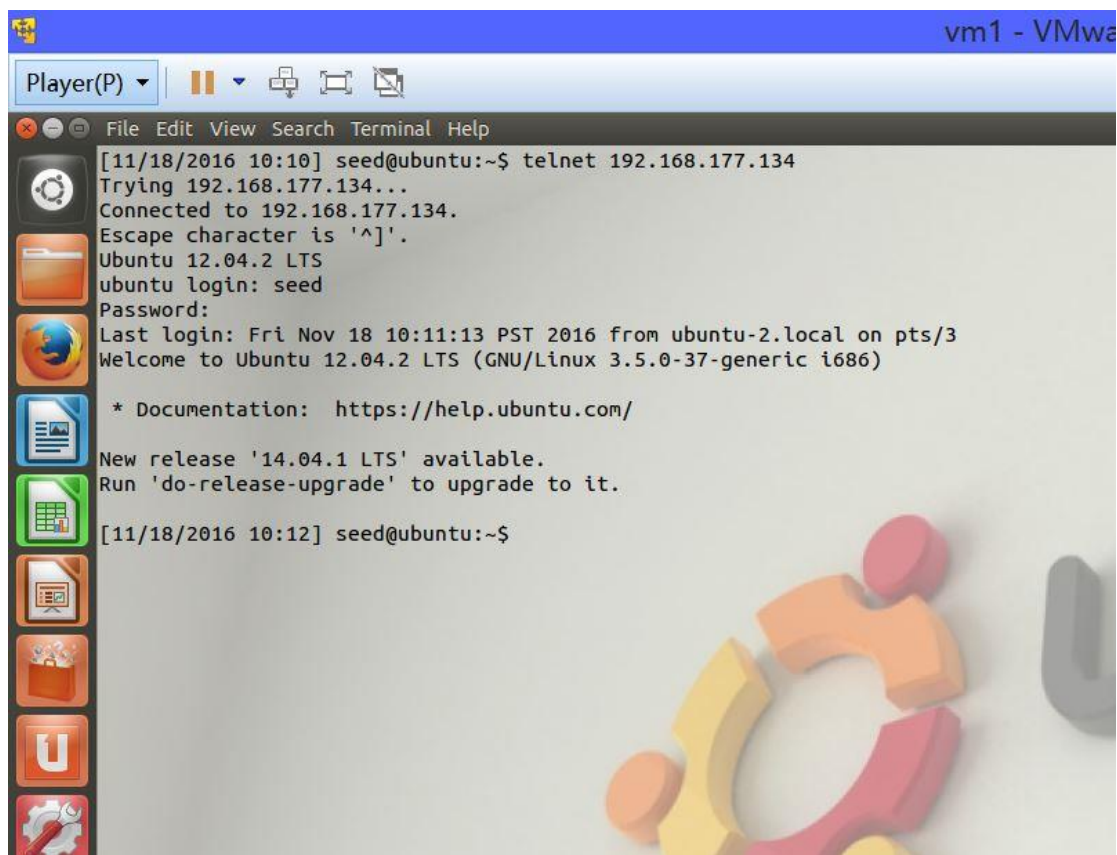 vm1 - VMwa
Player(P)
File Edit View Search Terminal Help
[11/18/2016 10:10] seed@ubuntu:~$ telnet 192.168.177.134
Trying 192.168.177.134...
Connected to 192.168.177.134.
Escape character is '^]'.
Ubuntu 12.04.2 LTS
ubuntu login: seed
Password:
Last login: Fri Nov 18 10:11:13 PST 2016 from ubuntu-2.local on pts/3
Welcome to Ubuntu 12.04.2 LTS (GNU/Linux 3.5.0-37-generic i686)
* Documentation:  https://help.ubuntu.com/
New release '14.04.1 LTS' available.
Run 'do-release-upgrade' to upgrade to it.
[11/18/2016 10:12] seed@ubuntu:~$